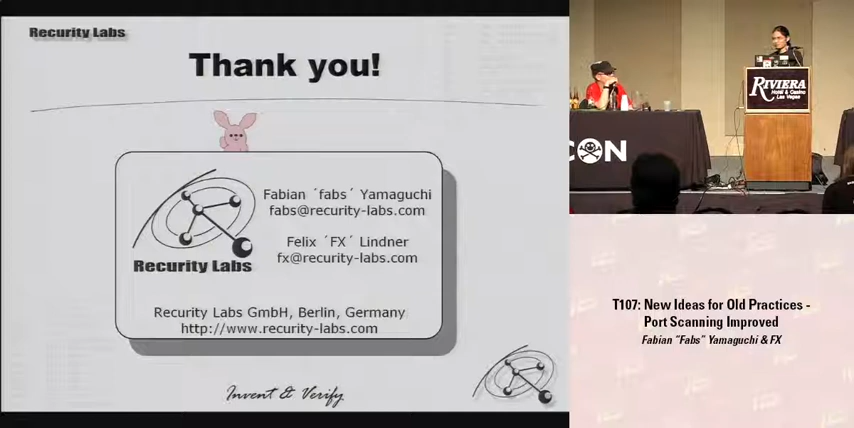 Recurity Labs
Thank you!
Fabian ´fabs´ Yamaguchi
fabs@recurity-labs.com
Felix ´FX´ Lindner
fx@recurity-labs.com
Recurity Labs
Recurity Labs GmbH, Berlin, Germany
http://www.recurity-labs.com
Invent & Verify
RIVIERA
Hotel & Casino
Las Vegas
CON
T107: New Ideas for Old Practices -
Port Scanning Improved
Fabian "Fabs" Yamaguchi & FX